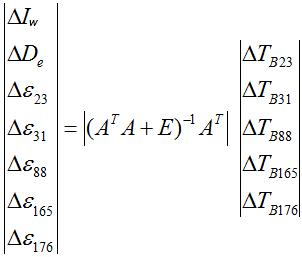 |ΔI_w|
|ΔD_e|
|Δε_23|
|Δε_31| = |(A^T A + E)^{-1} A^T| |ΔT_B23|
|Δε_88| |ΔT_B31|
|Δε_165| |ΔT_B88|
|Δε_176| |ΔT_B165|
|ΔT_B176|